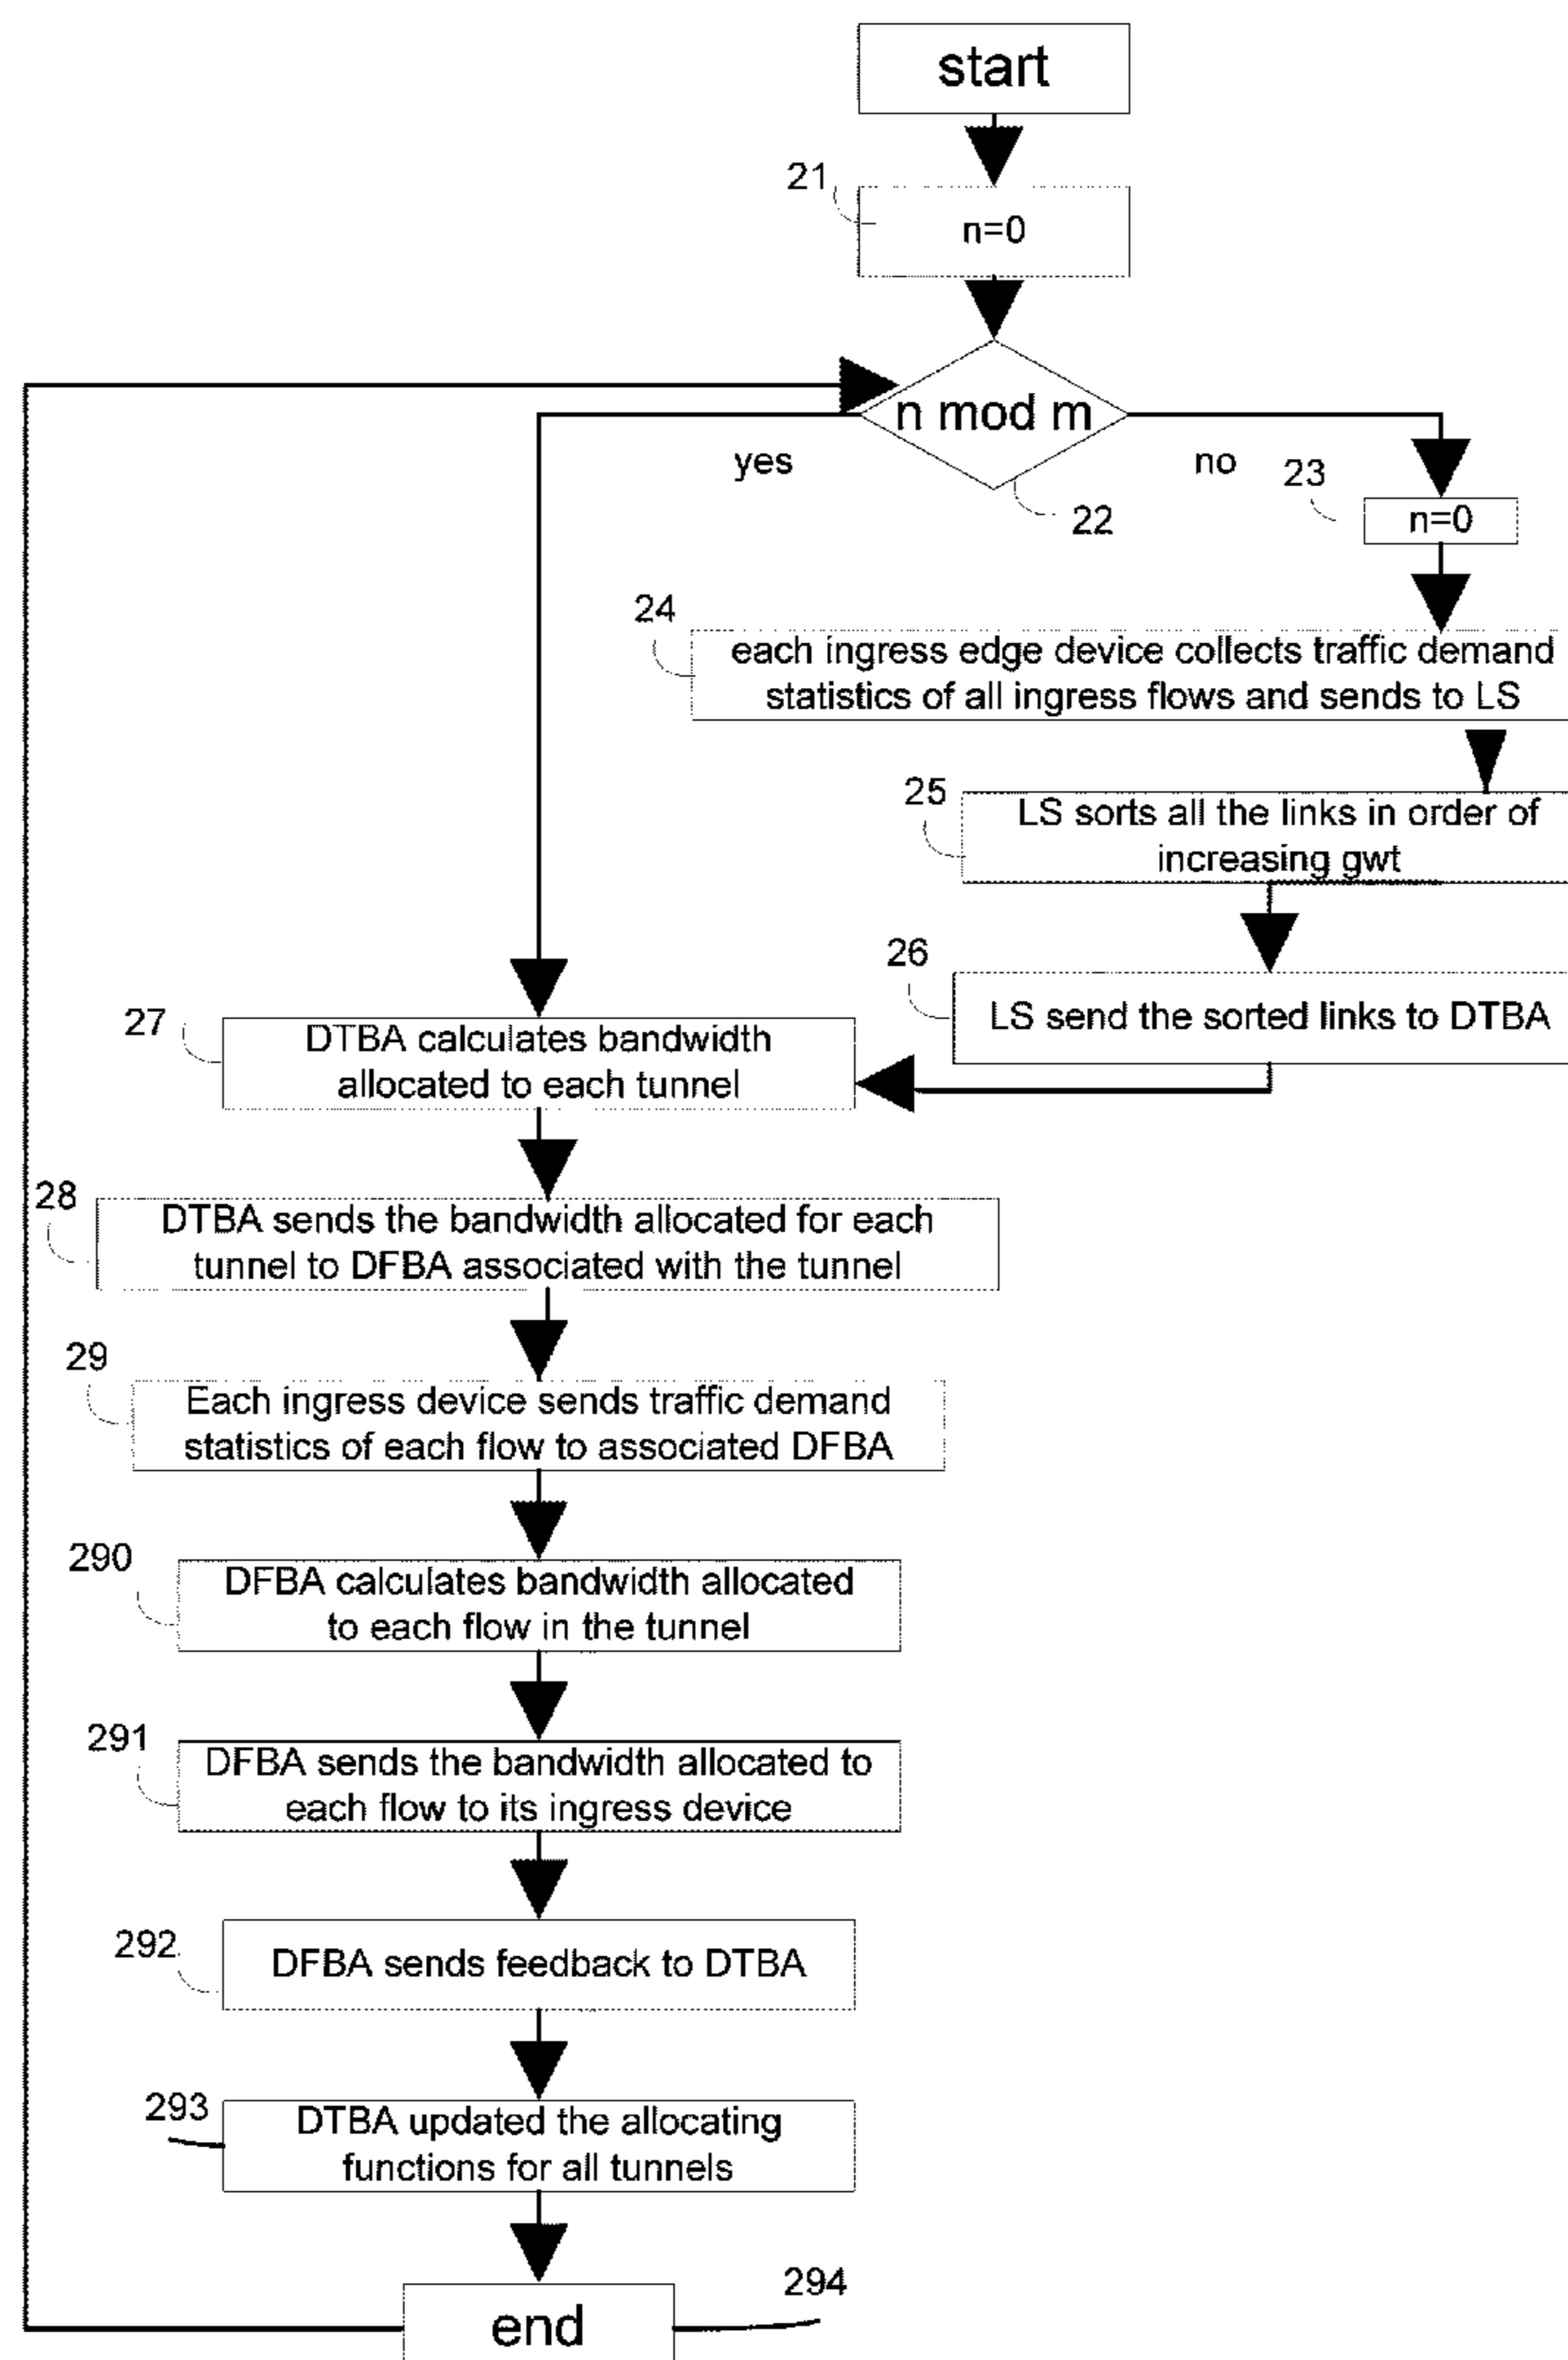 start
21
n=0
n mod m
yes
no
22
23
n=0
24
each ingress edge device collects traffic demand
statistics of all ingress flows and sends to LS
25
LS sorts all the links in order of
increasing gwt
26
LS send the sorted links to DTBA
27
DTBA calculates bandwidth
allocated to each tunnel
28
DTBA sends the bandwidth allocated for each
tunnel to DFBA associated with the tunnel
29
Each ingress device sends traffic demand
statistics of each flow to associated DFBA
290
DFBA calculates bandwidth allocated
to each flow in the tunnel
291
DFBA sends the bandwidth allocated to
each flow to its ingress device
292
DFBA sends feedback to DTBA
293
DTBA updated the allocating
functions for all tunnels
294
end